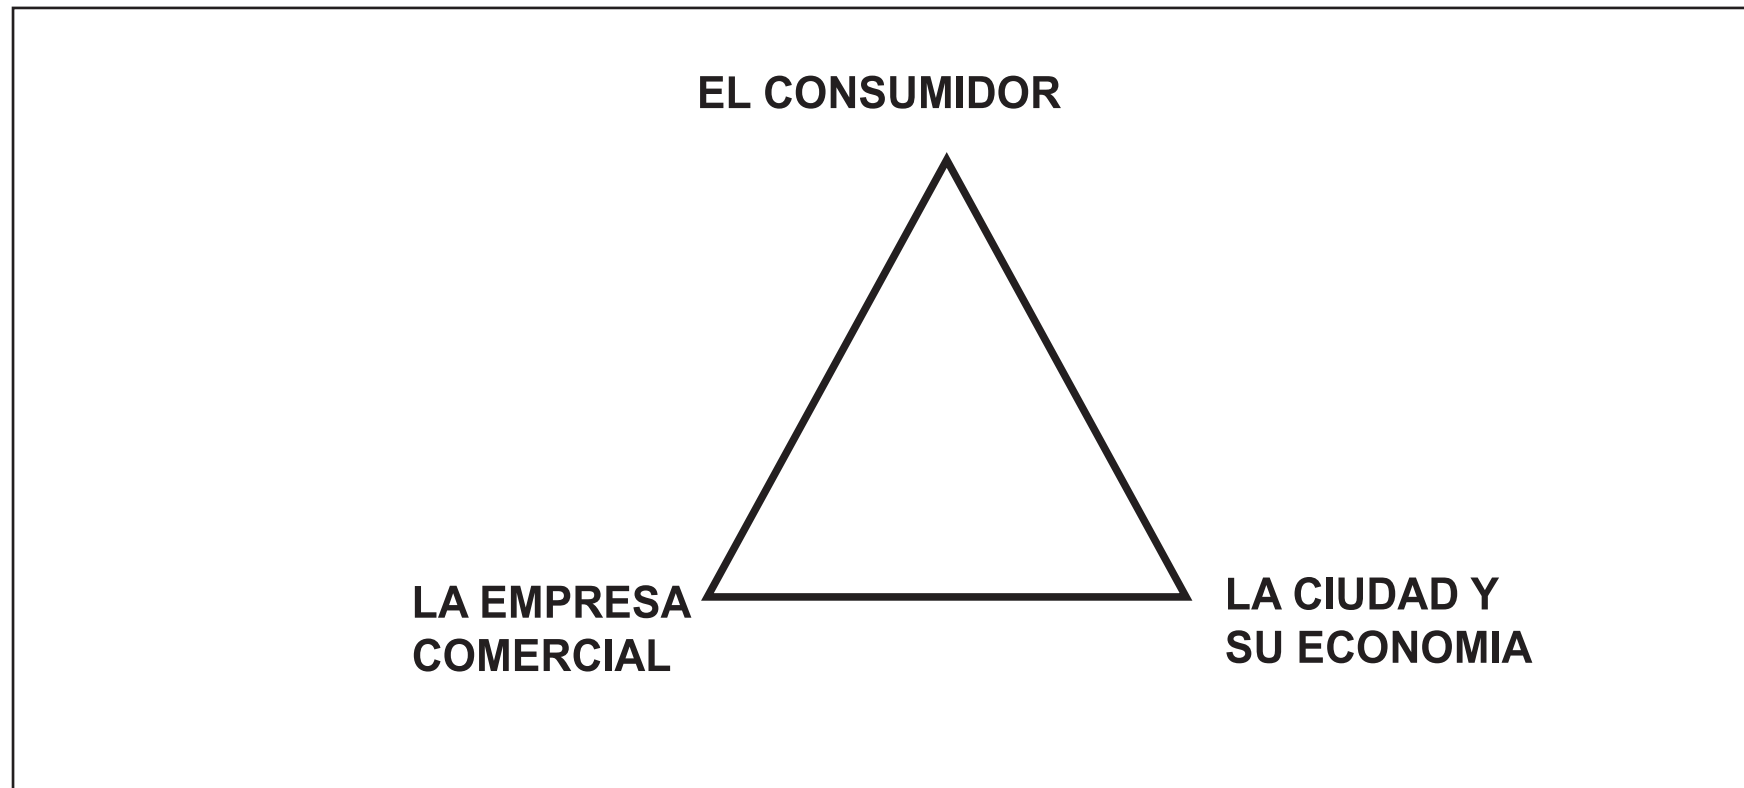 EL CONSUMIDOR
LA EMPRESA
COMERCIAL
LA CIUDAD Y
SU ECONOMIA